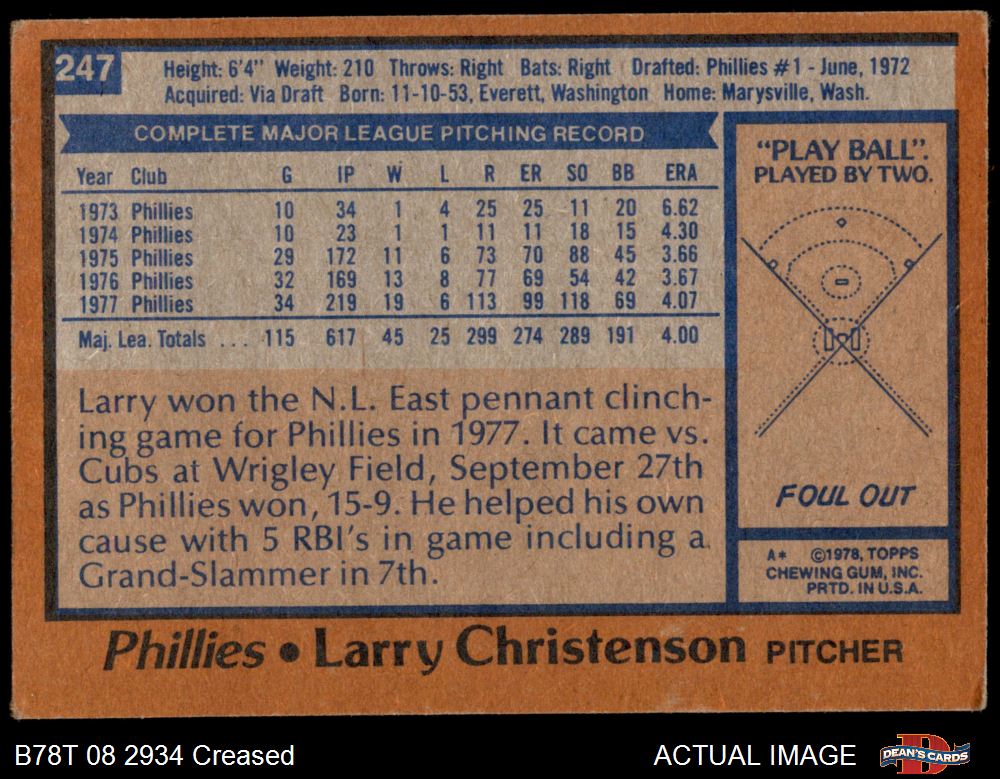 247
Height: 6'4" Weight: 210 Throws: Right Bats: Right Drafted: Phillies #1 - June, 1972
Acquired: Via Draft Born: 11-10-53, Everett, Washington Home: Marysville, Wash.
COMPLETE MAJOR LEAGUE PITCHING RECORD
Year Club G IP W L R ER SO BB ERA
1973 Phillies 10 34 1 4 25 25 11 20 6.62
1974 Phillies 10 23 1 1 11 11 18 15 4.30
1975 Phillies 29 172 11 6 73 70 88 45 3.66
1976 Phillies 32 169 13 8 77 69 54 42 3.67
1977 Phillies 34 219 19 6 113 99 118 69 4.07
Maj. Lea. Totals ... 115 617 45 25 299 274 289 191 4.00
Larry won the N.L. East pennant clinch-
ing game for Phillies in 1977. It came vs.
Cubs at Wrigley Field, September 27th
as Phillies won, 15-9. He helped his own
cause with 5 RBI's in game including a
Grand-Slammer in 7th.
"PLAY BALL".
PLAYED BY TWO.
FOUL OUT
A* ©1978, TOPPS
CHEWING GUM, INC.
PRTD. IN U.S.A.
Phillies • Larry Christenson PITCHER
B78T 08 2934 Creased
ACTUAL IMAGE
DEAN'S CARDS